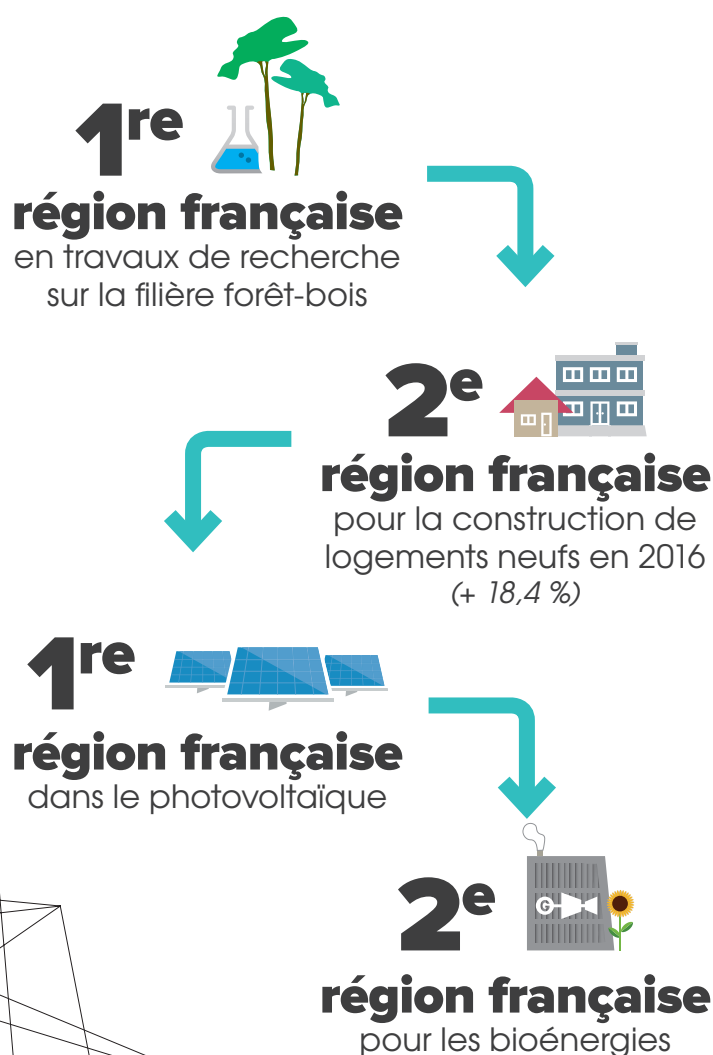 1re
région française
en travaux de recherche
sur la filière forêt-bois
2e
région française
pour la construction de
logements neufs en 2016
(+ 18,4 %)
1re
région française
dans le photovoltaïque
2e
G
région française
pour les bioénergies